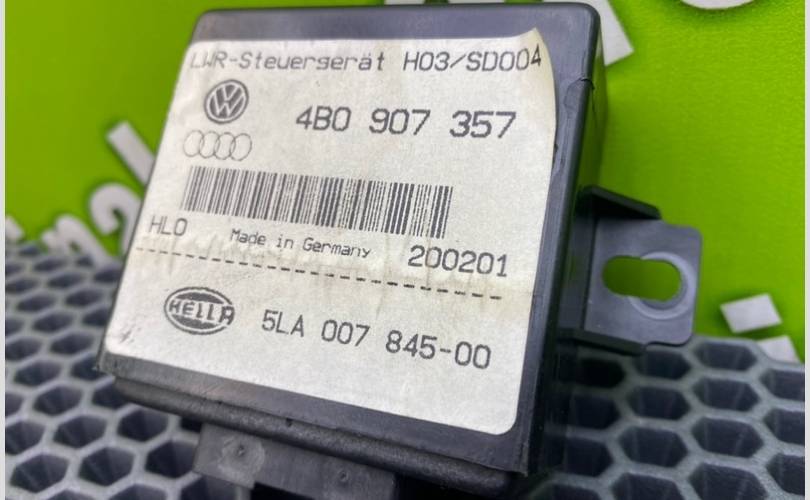 LWR-Steuergerät H03/SD004
4B0 907 357
HLO Made in Germany 200201
HELLA 5LA 007 845-00